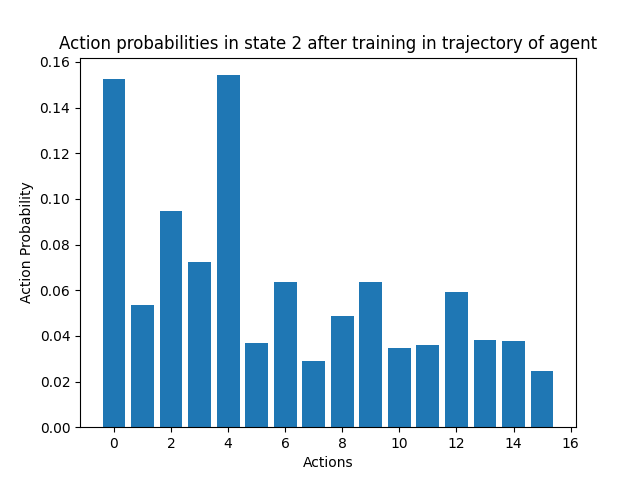 Action probabilities in state 2 after training in trajectory of agent
0.16
0.14
0.12
0.10
0.08
0.06
0.04
0.02
0.00
Action Probability
0 2 4 6 8 10 12 14 16
Actions